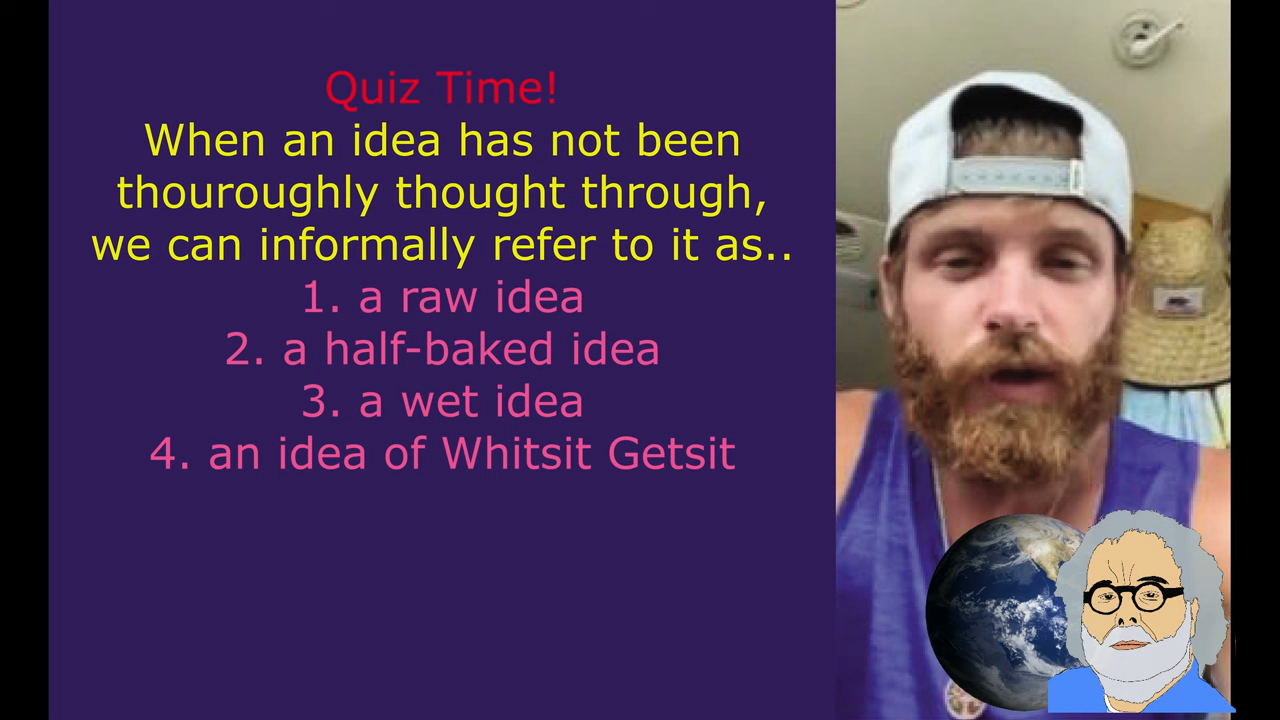 Quiz Time!
When an idea has not been
thouroughly thought through,
we can informally refer to it as..
1. a raw idea
2. a half-baked idea
3. a wet idea
4. an idea of Whitsit Getsit